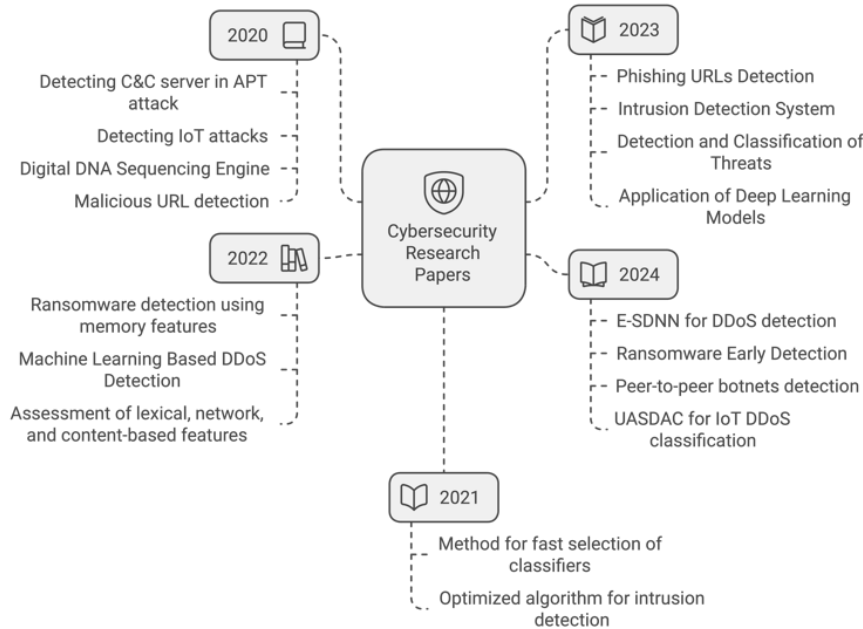 2020
Detecting C&C server in APT
attack
Detecting IoT attacks
Digital DNA Sequencing Engine
Malicious URL detection
2022
Ransomware detection using
memory features
Machine Learning Based DDoS
Detection
Assessment of lexical, network,
and content-based features
Cybersecurity
Research
Papers
2023
Phishing URLs Detection
Intrusion Detection System
Detection and Classification of
Threats
Application of Deep Learning
Models
2024
E-SDNN for DDoS detection
Ransomware Early Detection
Peer-to-peer botnets detection
UASDAC for IoT DDoS
classification
2021
Method for fast selection of
classifiers
Optimized algorithm for intrusion
detection